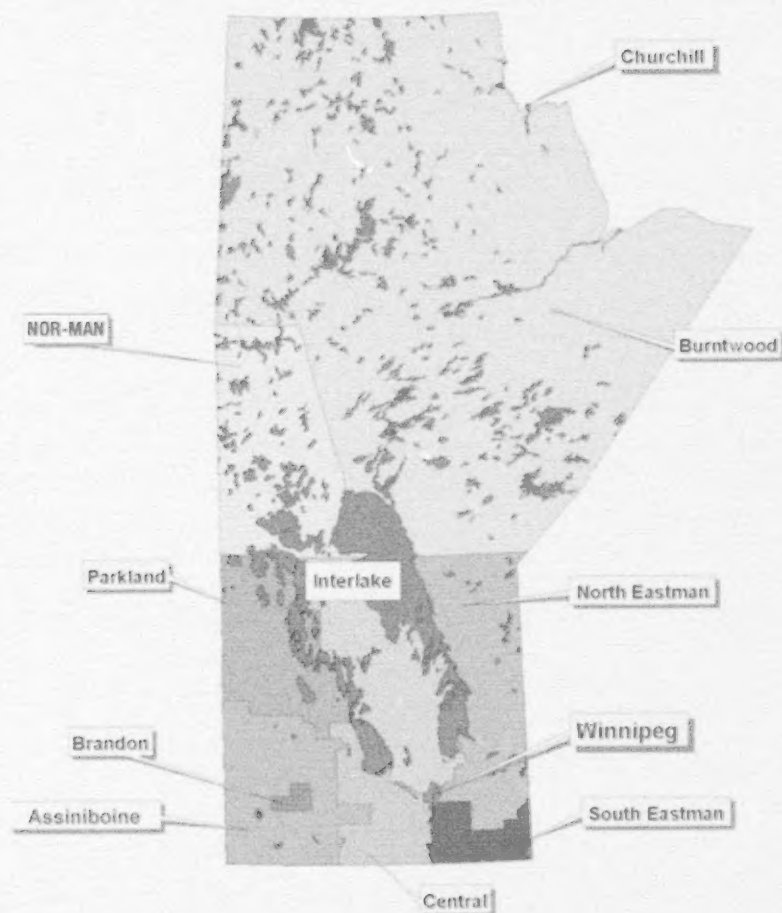 Churchill
NOR-MAN
Burntwood
Parkland
Interlake
North Eastman
Brandon
Winnipeg
Assiniboine
South Eastman
Central